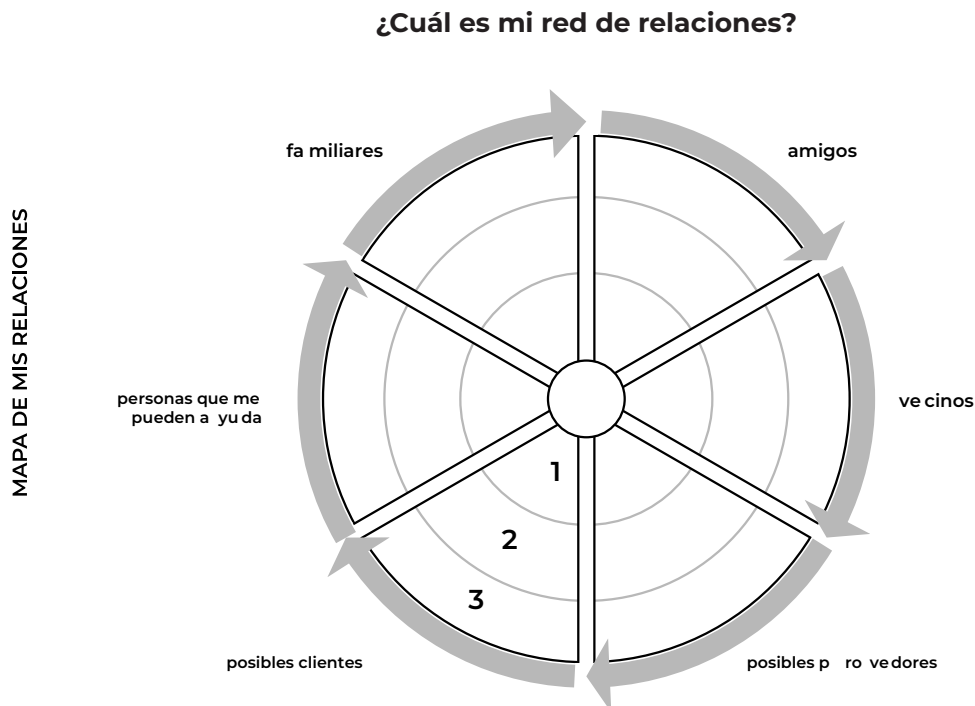 ¿Cuál es mi red de relaciones?
MAPA DE MIS RELACIONES
fa miliares
amigos
personas que me
pueden a yu da
ve cinos
1
2
3
posibles clientes
posibles p ro ve dores